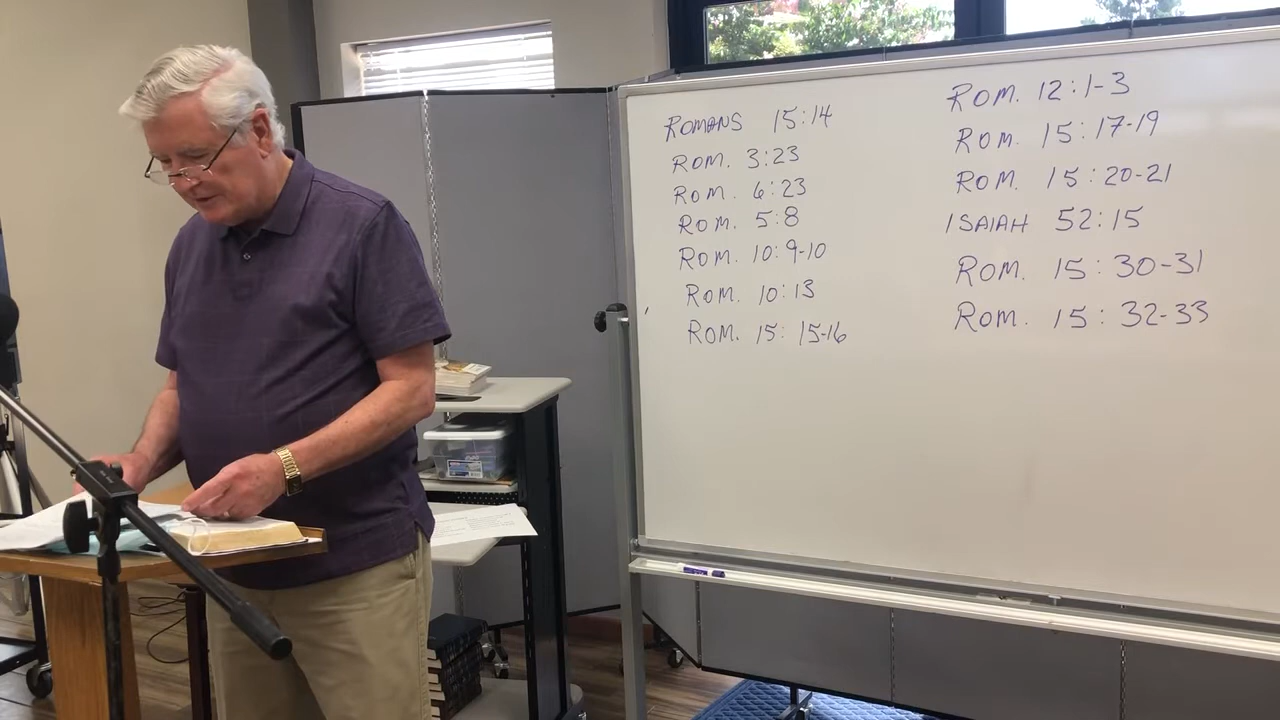 ROMANS 15:14
ROM. 3:23
ROM. 6:23
ROM. 5:8
ROM. 10:9-10
ROM. 10:13
ROM. 15:15-16
ROM. 12:1-3
ROM. 15:17-19
ROM. 15:20-21
ISAIAH 52:15
ROM. 15:30-31
ROM. 15:32-33